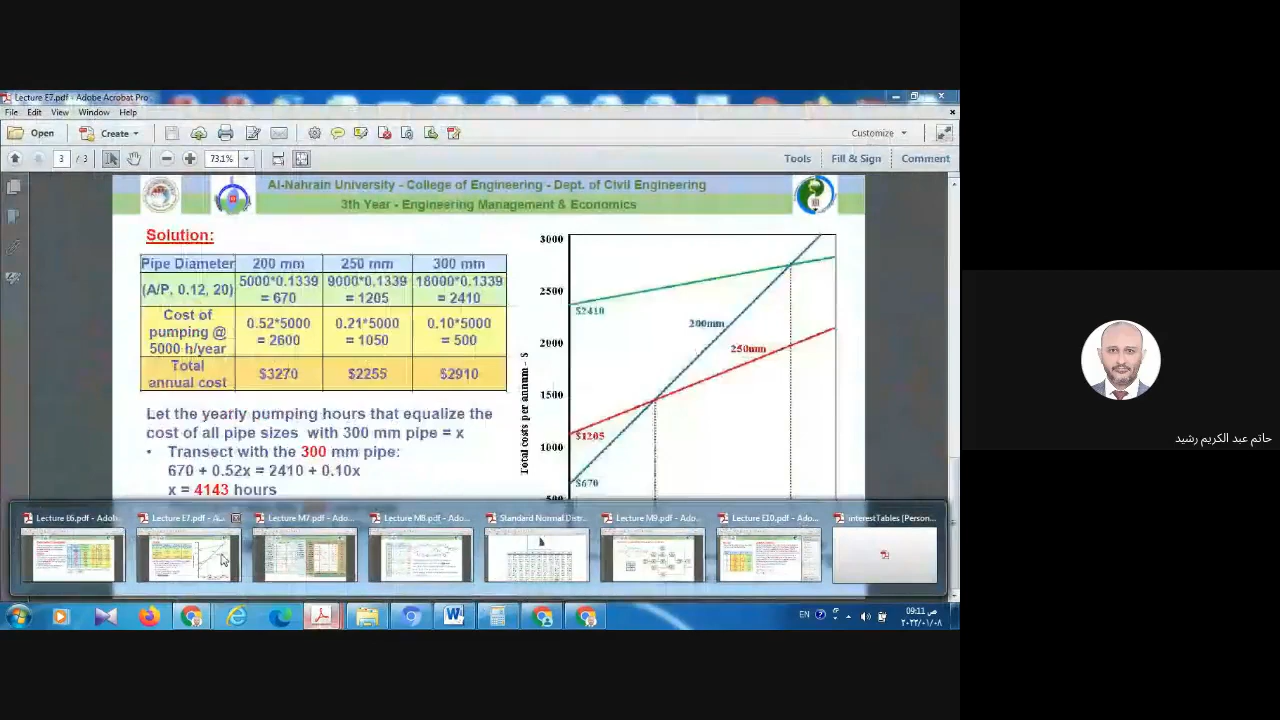 Lecture E7.pdf - Adobe Acrobat Pro
File Edit View Window Help
Open Create Customize
3 / 3 73.1% Tools Fill & Sign Comment
Al-Nahrain University - College of Engineering - Dept. of Civil Engineering
3th Year - Engineering Management & Economics
Solution:
Pipe Diameter 200 mm 250 mm 300 mm
(A/P, 0.12, 20) 5000*0.1339 = 670 9000*0.1339 = 1205 18000*0.1339 = 2410
Cost of pumping @ 5000 h/year 0.52*5000 = 2600 0.21*5000 = 1050 0.10*5000 = 500
Total annual cost $3270 $2255 $2910
Let the yearly pumping hours that equalize the
cost of all pipe sizes with 300 mm pipe = x
• Transect with the 300 mm pipe:
670 + 0.52x = 2410 + 0.10x
x = 4143 hours
Total costs per annum - $
3000
2500
2000
1500
1000
500
$2410
200mm
250mm
$1205
$670
Lecture E6.pdf - Adob... Lecture E7.pdf - A... Lecture M7.pdf - Ado... Lecture M8.pdf - Ado... Standard Normal Distr... Lecture M9.pdf - Ado... Lecture E10.pdf - Ado... InterestTables (Person...
EN
09:11 ص
٢٠٢٢/٠١/٠٨
حاتم عبد الكريم رشيد